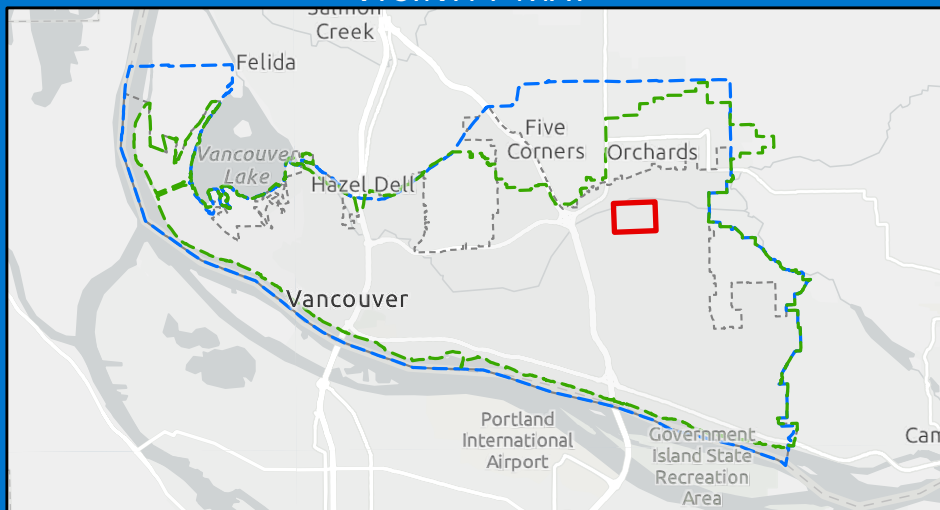 Salmon
Creek
Felida
Five
Corners
Orchards
Vancouver
Lake
Hazel Dell
Vancouver
Portland
International
Airport
Government
Island State
Recreation
Area